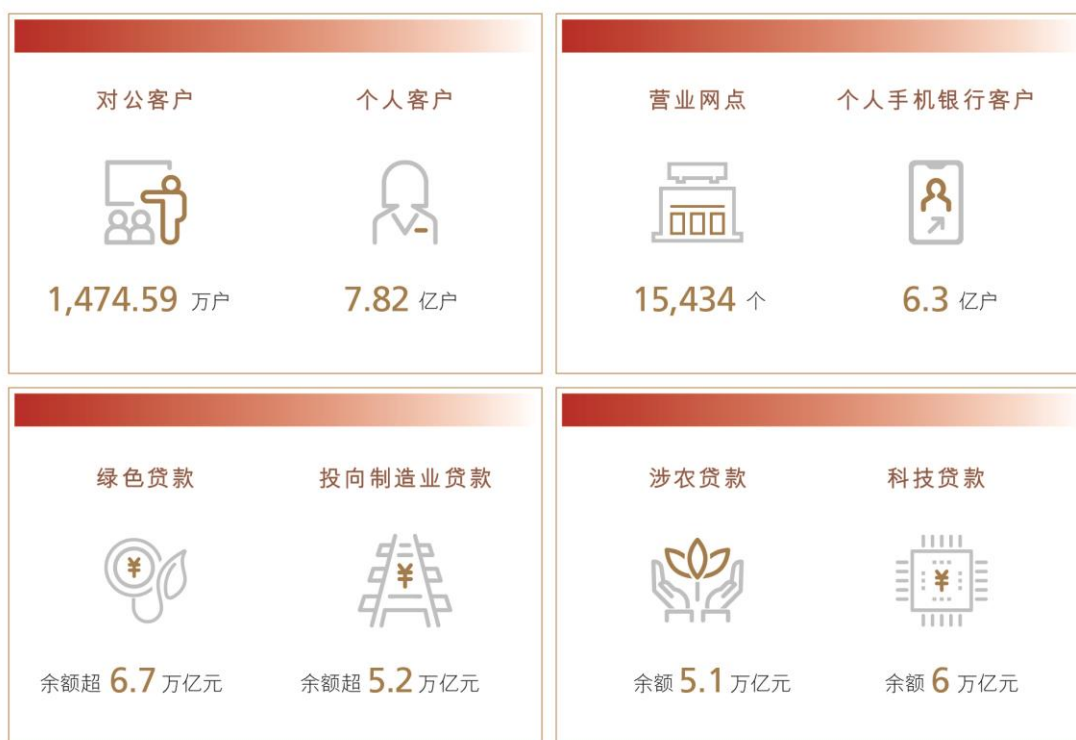 对公客户
个人客户
1,474.59 万户
7.82 亿户
营业网点
个人手机银行客户
15,434 个
6.3 亿户
绿色贷款
投向制造业贷款
¥
¥
余额超 6.7 万亿元
余额超 5.2 万亿元
涉农贷款
科技贷款
¥
余额 5.1 万亿元
余额 6 万亿元